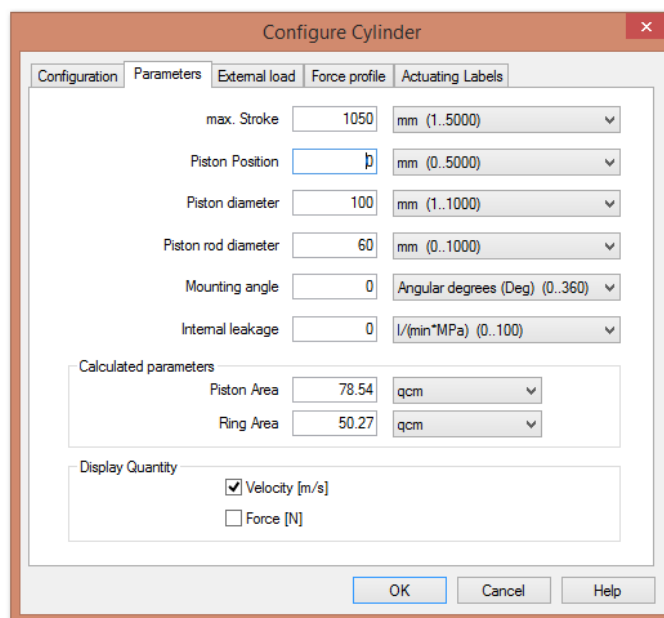 Configure Cylinder
Configuration Parameters External load Force profile Actuating Labels
max. Stroke 1050 mm (1..5000)
Piston Position 0 mm (0..5000)
Piston diameter 100 mm (1..1000)
Piston rod diameter 60 mm (0..1000)
Mounting angle 0 Angular degrees (Deg) (0..360)
Internal leakage 0 l/(min*MPa) (0..100)
Calculated parameters
Piston Area 78.54 qcm
Ring Area 50.27 qcm
Display Quantity
Velocity [m/s]
Force [N]
OK Cancel Help